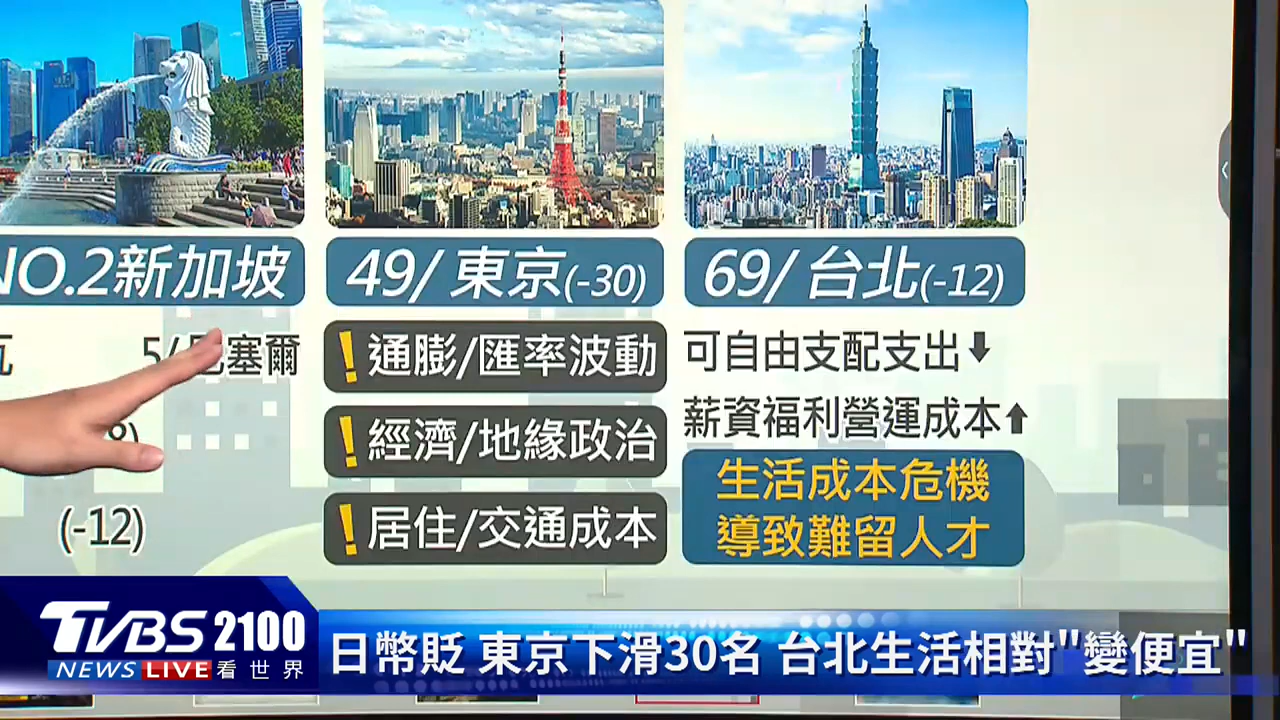 NO.2新加坡
49/東京(-30)
69/台北(-12)
5/巴塞爾
(-12)
!通膨/匯率波動
!經濟/地緣政治
!居住/交通成本
可自由支配支出⬇
薪資福利營運成本⬆
生活成本危機
導致難留人才
TVBS 2100
NEWS LIVE 看世界
日幣貶 東京下滑30名 台北生活相對"變便宜"